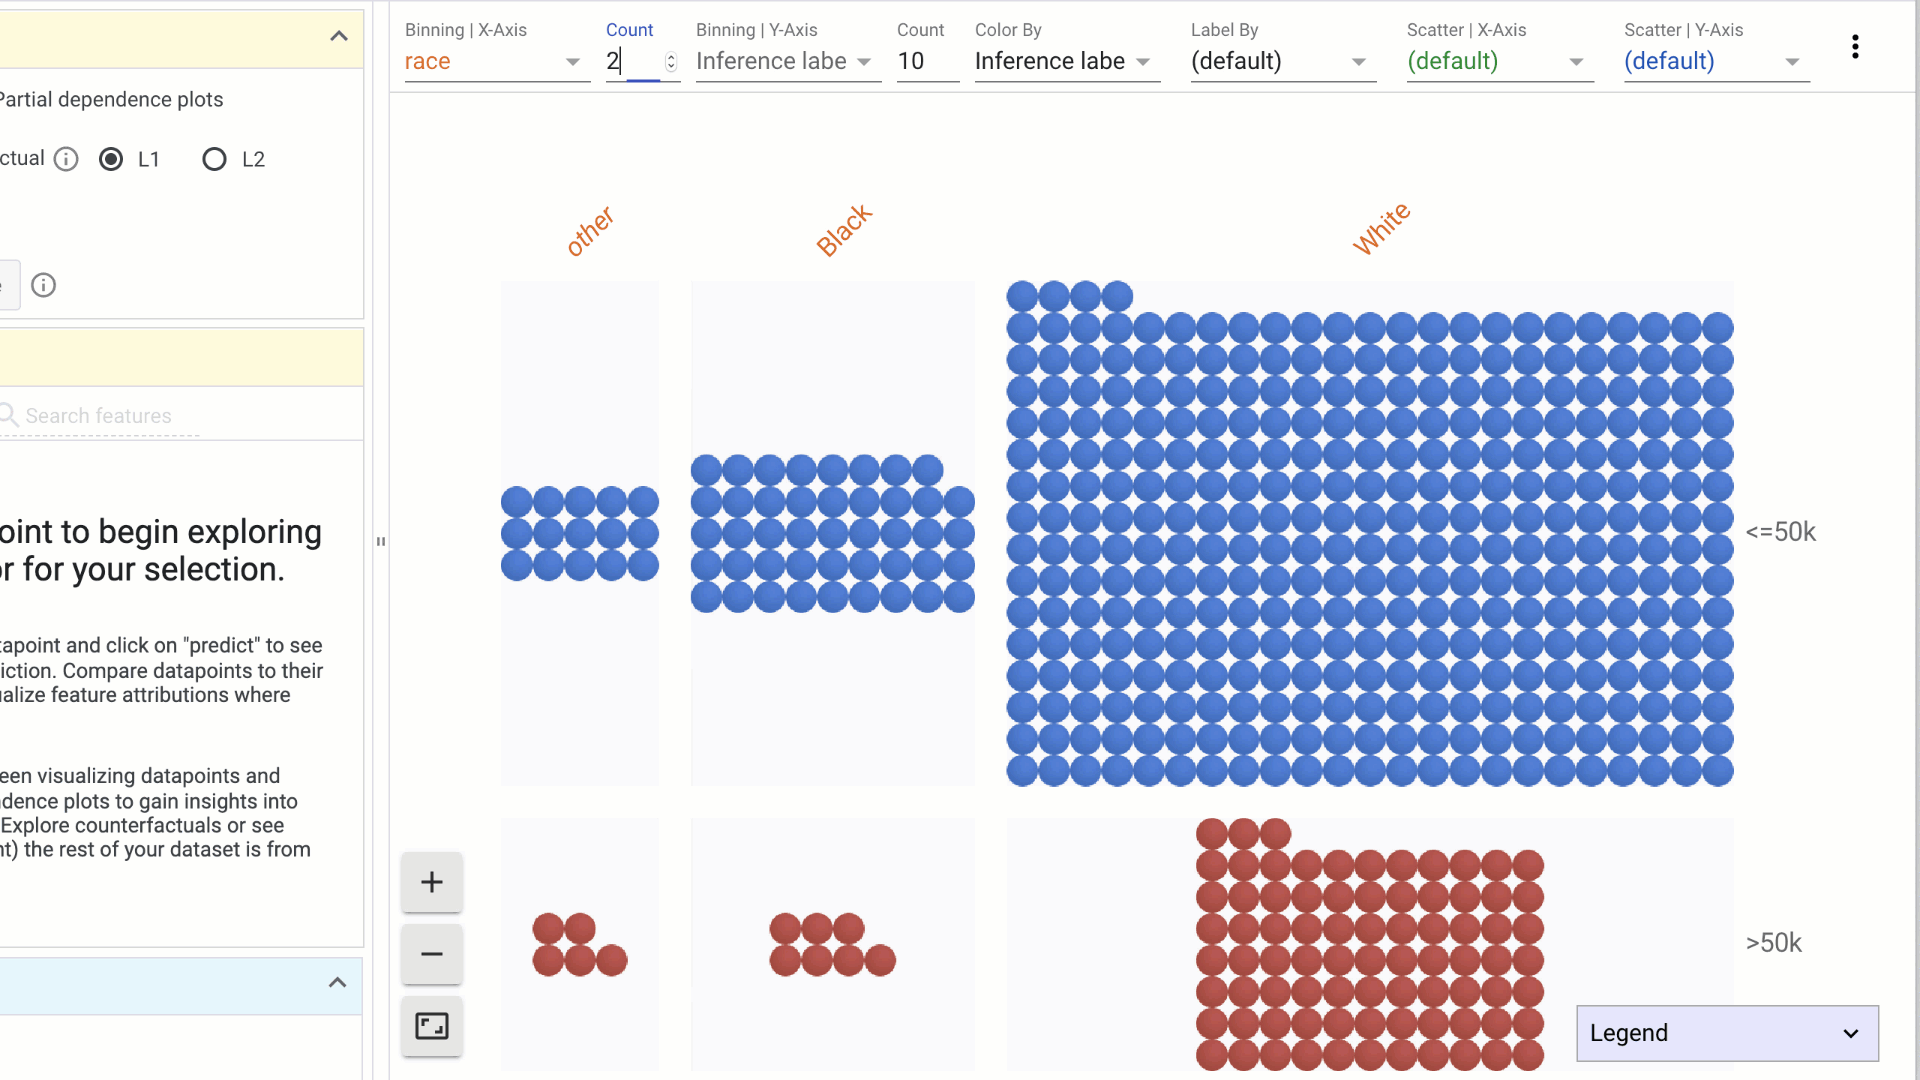 Binning | X-Axis
race
Count
2
Binning | Y-Axis
Inference labe
Count
10
Color By
Inference labe
Label By
(default)
Scatter | X-Axis
(default)
Scatter | Y-Axis
(default)
Partial dependence plots
ctual
L1
L2
Search features
oint to begin exploring
or for your selection.
tapoint and click on "predict" to see
iction. Compare datapoints to their
ualize feature attributions where
een visualizing datapoints and
ndence plots to gain insights into
Explore counterfactuals or see
nt) the rest of your dataset is from
other
Black
White
<=50k
>50k
Legend